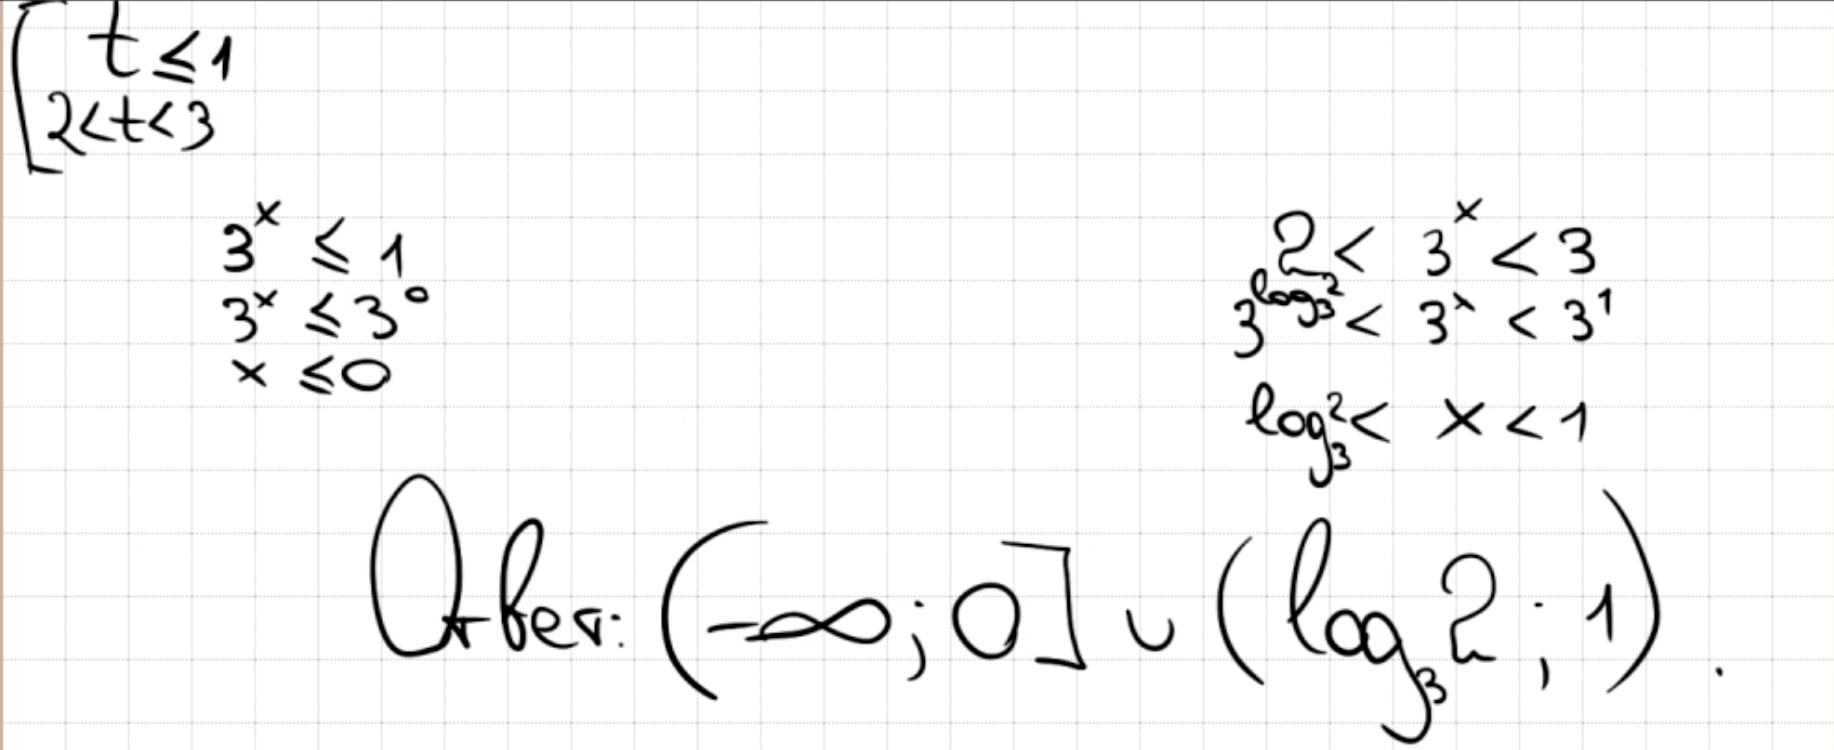 [ t ≤ 1
2 < t < 3
3^x ≤ 1
3^x ≤ 3^0
x ≤ 0
2 < 3^x < 3
3^{log_3 2} < 3^x < 3^1
log_3 2 < x < 1
Ответ: (-∞; 0] ∪ (log_3 2; 1).